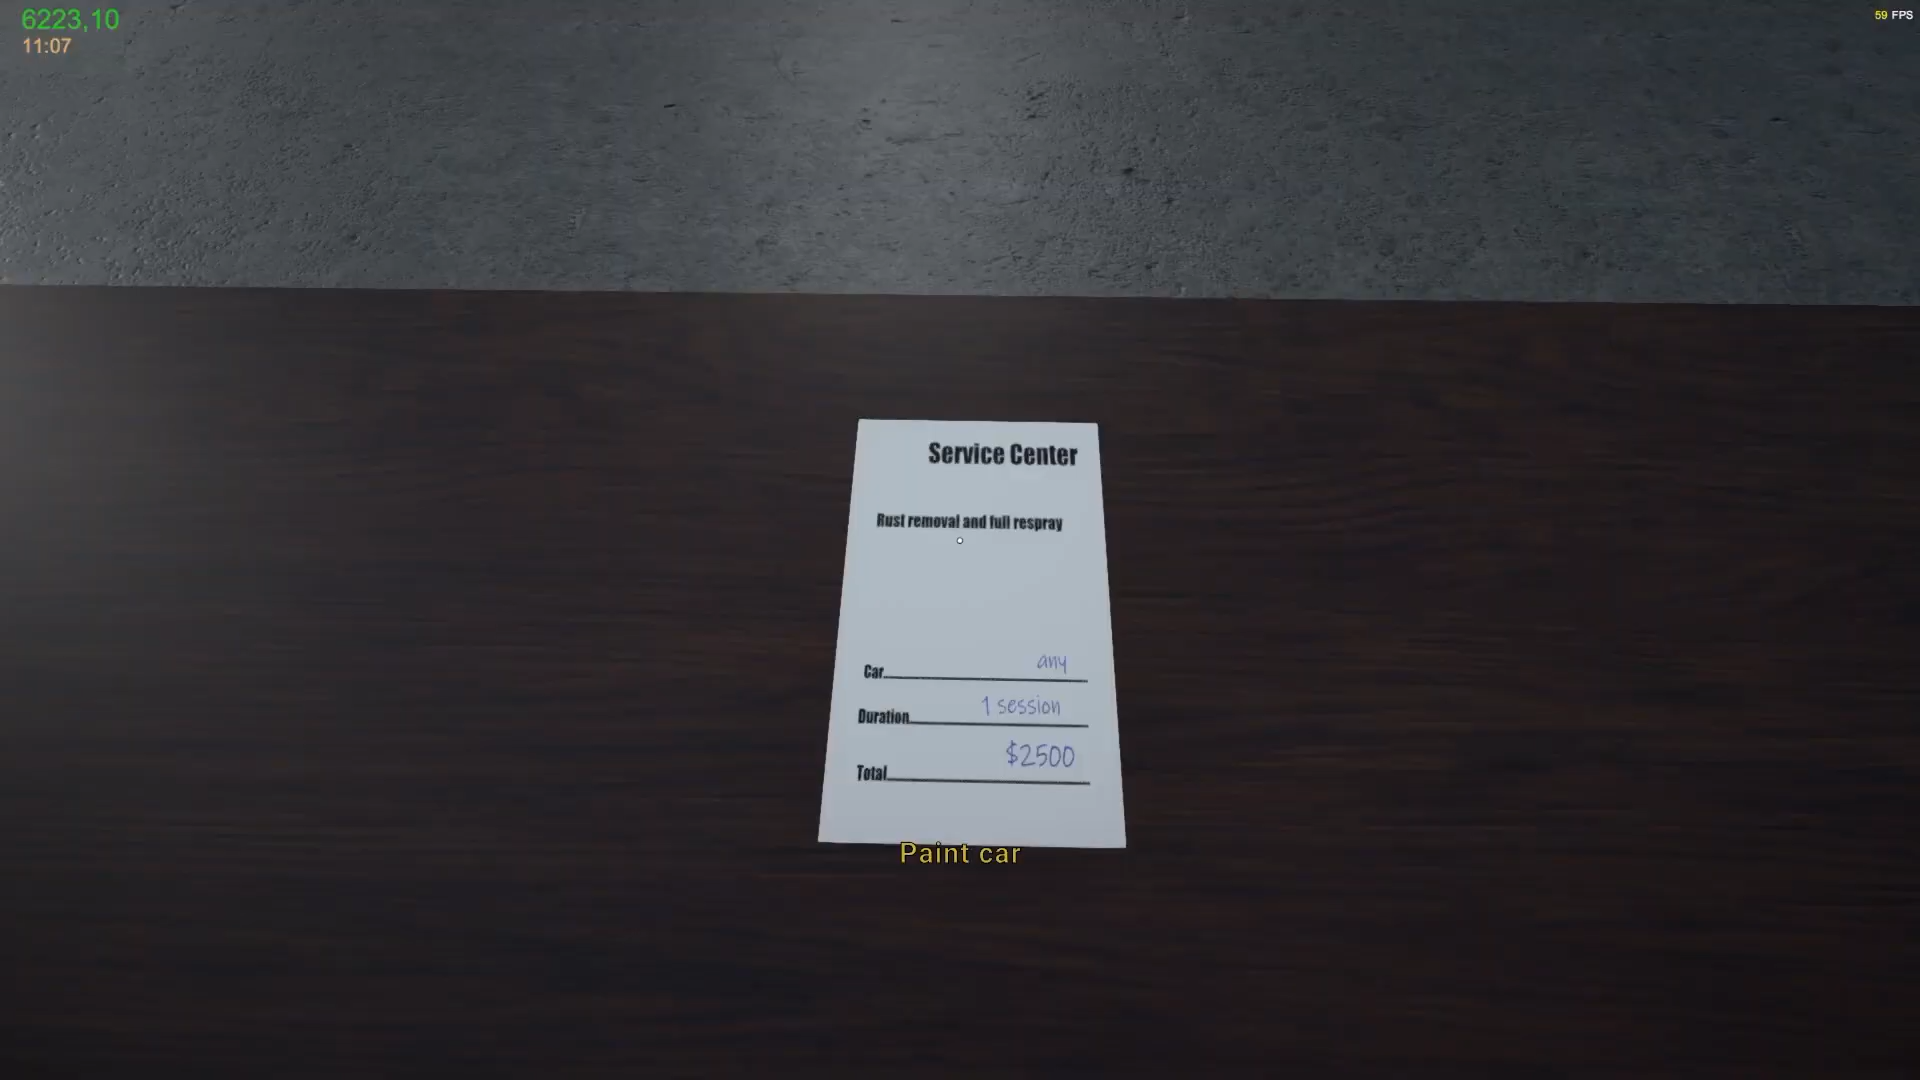 6223,10
11:07
59 FPS
Service Center
Rust removal and full respray
Car any
Duration 1 session
Total $2500
Paint car